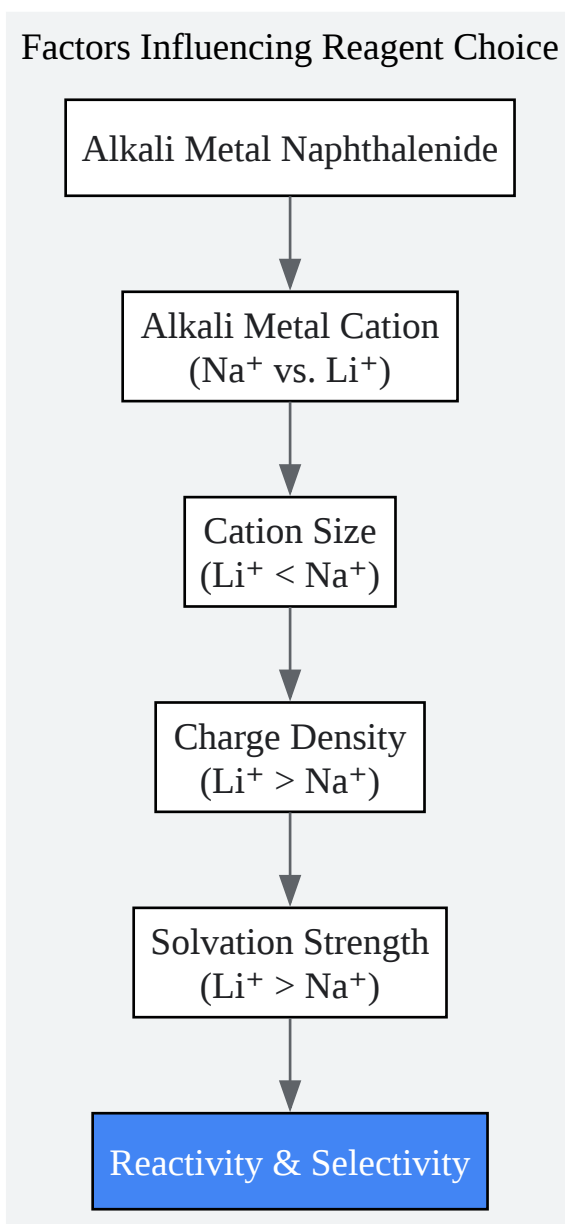 Factors Influencing Reagent Choice
Alkali Metal Naphthalenide
Alkali Metal Cation
(Na⁺ vs. Li⁺)
Cation Size
(Li⁺ < Na⁺)
Charge Density
(Li⁺ > Na⁺)
Solvation Strength
(Li⁺ > Na⁺)
Reactivity & Selectivity